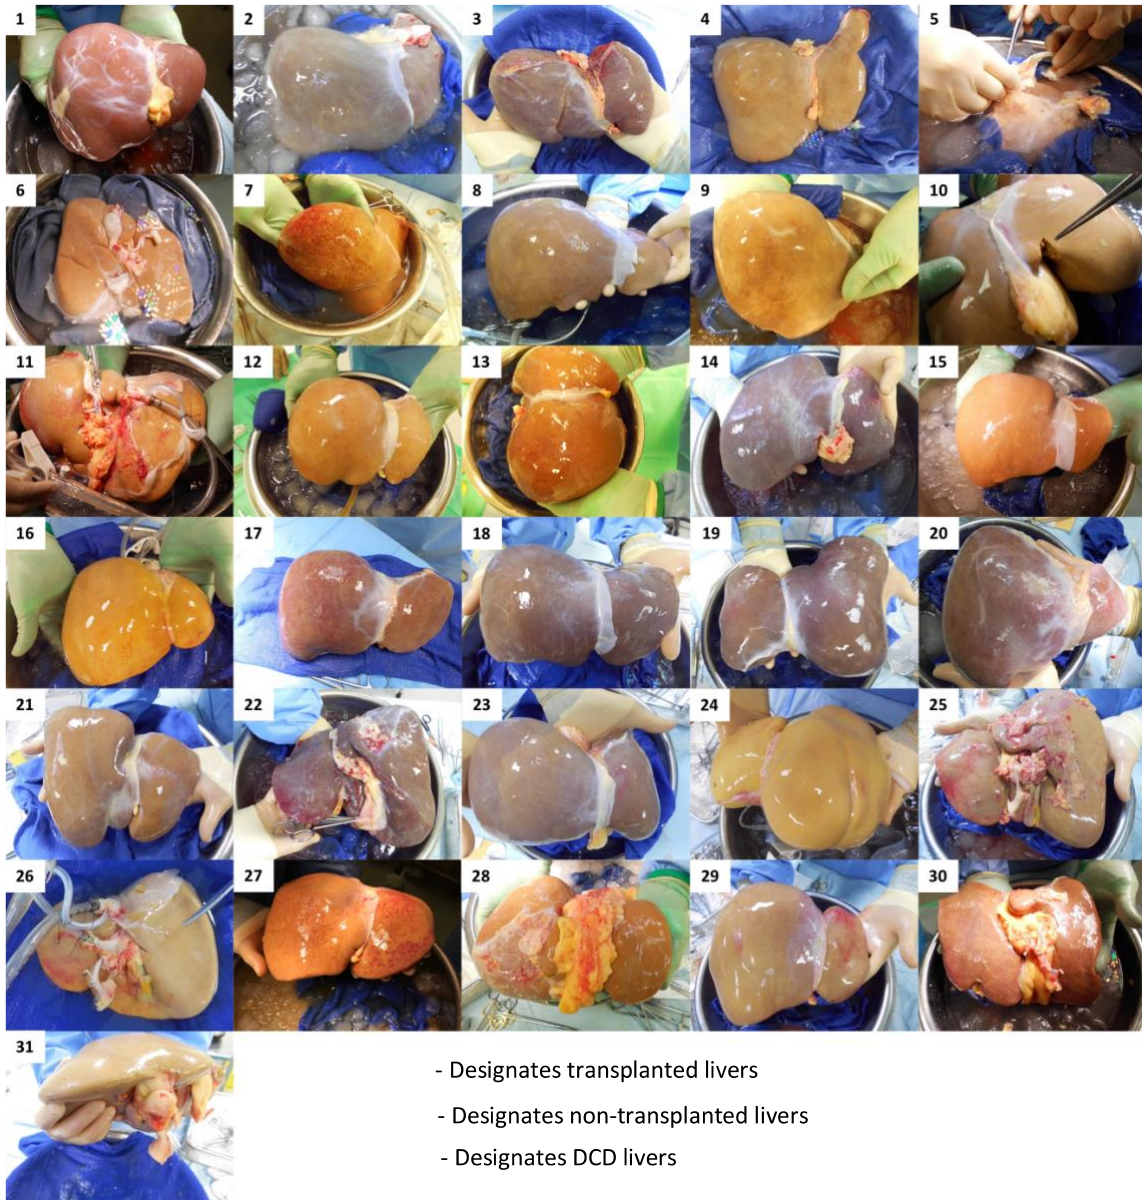 1 2 3 4 5
6 7 8 9 10
11 12 13 14 15
16 17 18 19 20
21 22 23 24 25
26 27 28 29 30
31
- Designates transplanted livers
- Designates non-transplanted livers
- Designates DCD livers